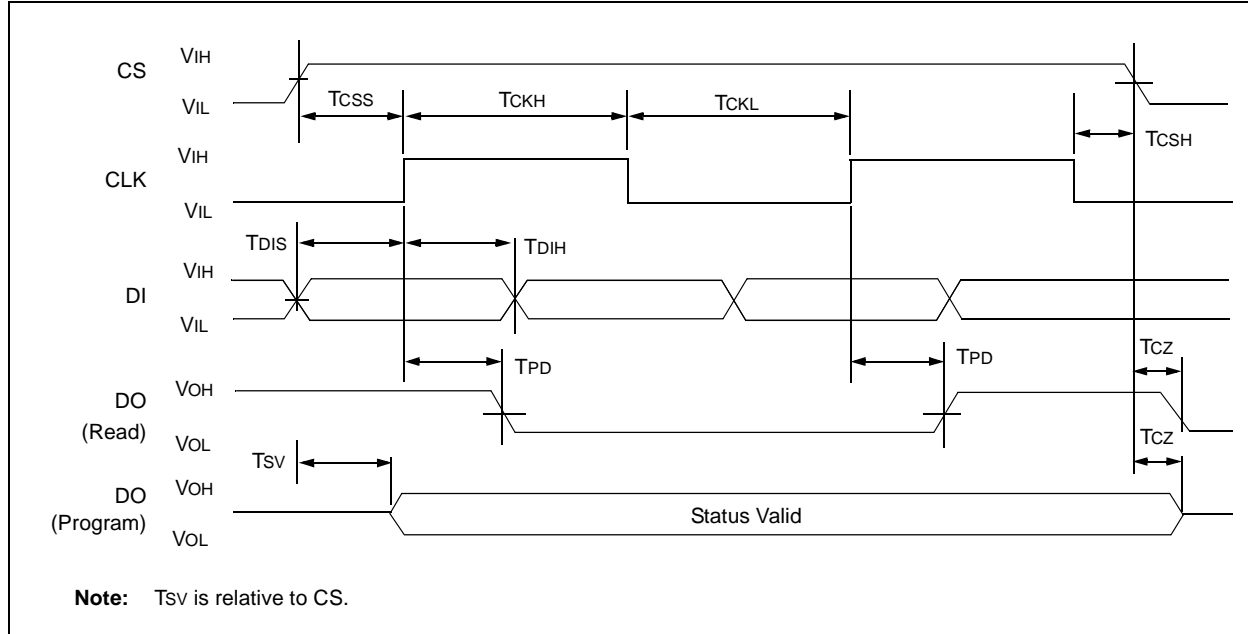 CS
VIH
VIL
TCSS
TCKH
TCKL
TCSH
CLK
VIH
VIL
TDIS
TDIH
DI
VIH
VIL
TPD
TPD
TCZ
DO
(Read)
VOH
VOL
TCZ
TSV
DO
(Program)
VOH
VOL
Status Valid
Note: TSV is relative to CS.